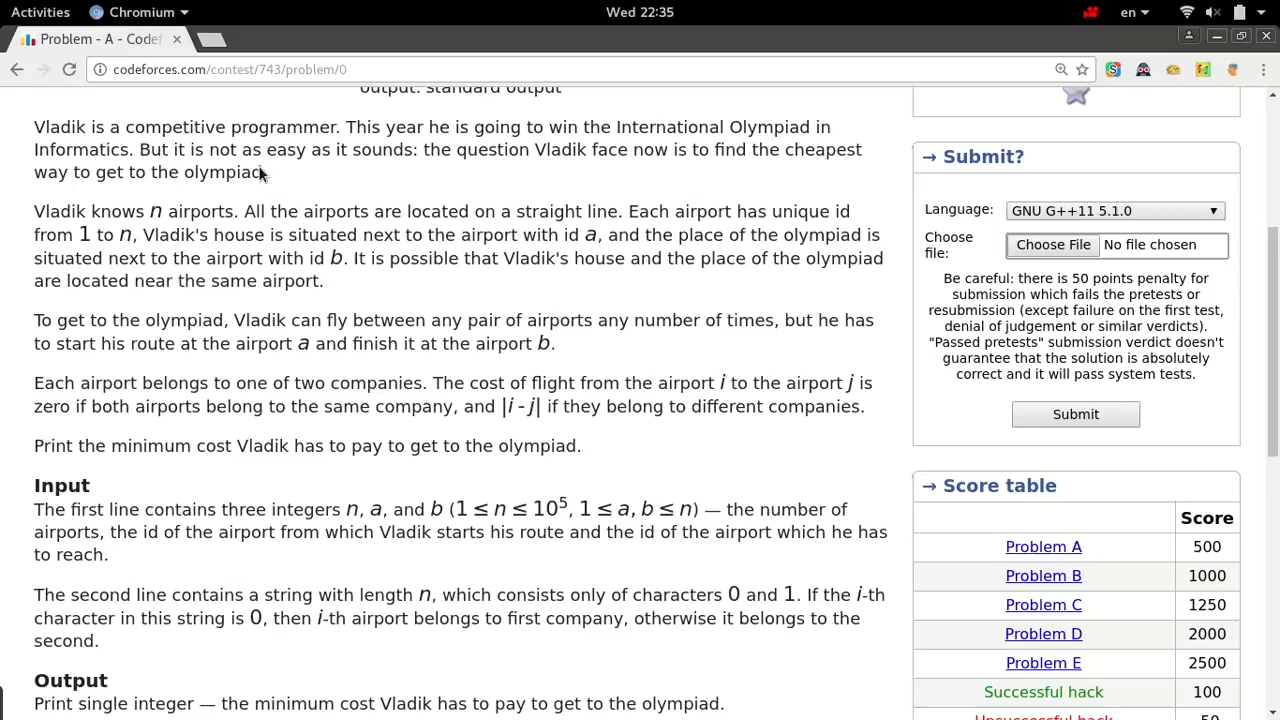 Activities Chromium Wed 22:35 en
Problem - A - Codef
codeforces.com/contest/743/problem/0
output: standard output
Vladik is a competitive programmer. This year he is going to win the International Olympiad in
Informatics. But it is not as easy as it sounds: the question Vladik face now is to find the cheapest
way to get to the olympiad.
Vladik knows n airports. All the airports are located on a straight line. Each airport has unique id
from 1 to n, Vladik's house is situated next to the airport with id a, and the place of the olympiad is
situated next to the airport with id b. It is possible that Vladik's house and the place of the olympiad
are located near the same airport.
To get to the olympiad, Vladik can fly between any pair of airports any number of times, but he has
to start his route at the airport a and finish it at the airport b.
Each airport belongs to one of two companies. The cost of flight from the airport i to the airport j is
zero if both airports belong to the same company, and |i - j| if they belong to different companies.
Print the minimum cost Vladik has to pay to get to the olympiad.
Input
The first line contains three integers n, a, and b (1 ≤ n ≤ 10⁵, 1 ≤ a, b ≤ n) — the number of
airports, the id of the airport from which Vladik starts his route and the id of the airport which he has
to reach.
The second line contains a string with length n, which consists only of characters 0 and 1. If the i-th
character in this string is 0, then i-th airport belongs to first company, otherwise it belongs to the
second.
Output
Print single integer — the minimum cost Vladik has to pay to get to the olympiad.
→ Submit?
Language: GNU G++11 5.1.0
Choose
file: Choose File No file chosen
Be careful: there is 50 points penalty for
submission which fails the pretests or
resubmission (except failure on the first test,
denial of judgement or similar verdicts).
"Passed pretests" submission verdict doesn't
guarantee that the solution is absolutely
correct and it will pass system tests.
Submit
→ Score table
Score
Problem A 500
Problem B 1000
Problem C 1250
Problem D 2000
Problem E 2500
Successful hack 100
Unsuccessful hack -50